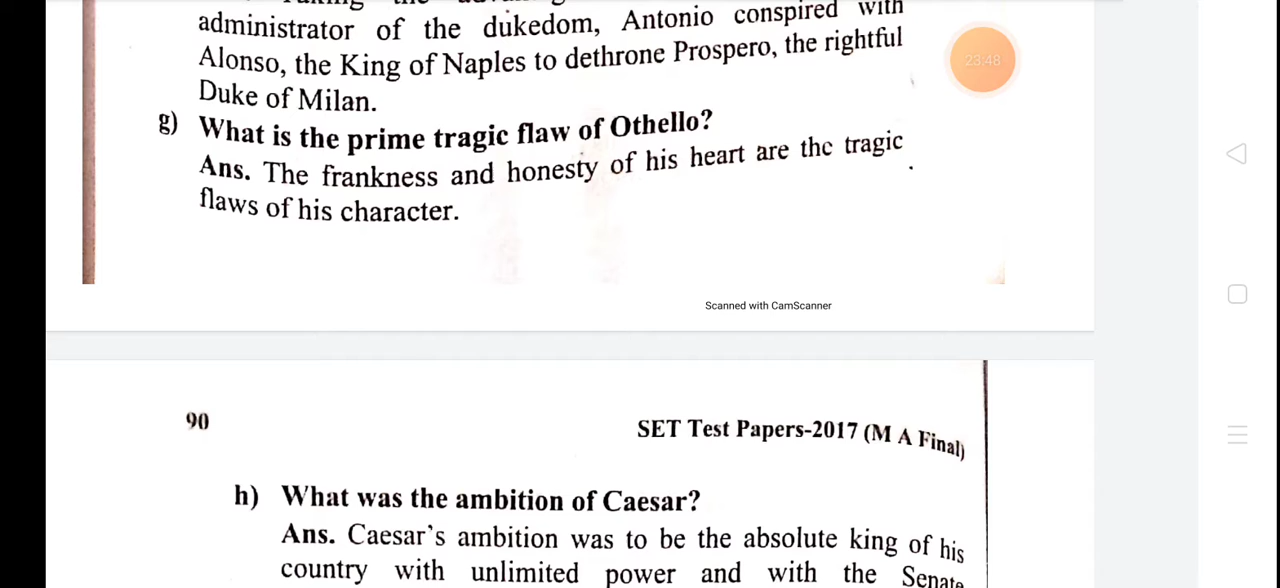 administrator of the dukedom, Antonio conspired with
Alonso, the King of Naples to dethrone Prospero, the rightful
Duke of Milan.
23:48
g) What is the prime tragic flaw of Othello?
Ans. The frankness and honesty of his heart are the tragic
flaws of his character.
Scanned with CamScanner
90
SET Test Papers-2017 (M A Final)
h) What was the ambition of Caesar?
Ans. Caesar's ambition was to be the absolute king of his
country with unlimited power and with the Senate